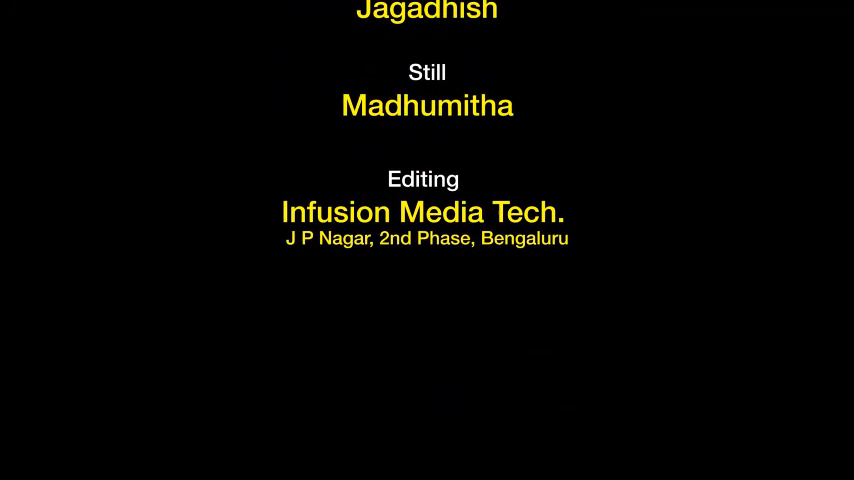 Jagadhish
Still
Madhumitha
Editing
Infusion Media Tech.
J P Nagar, 2nd Phase, Bengaluru